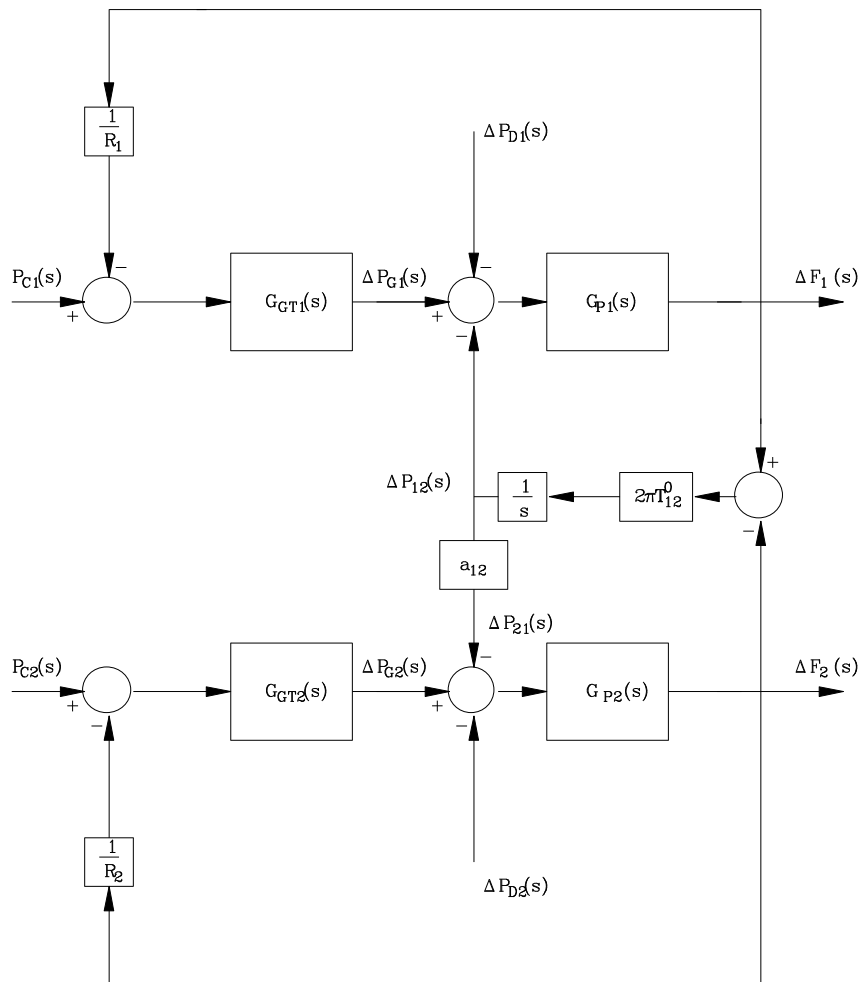 1
R1
ΔPD1(s)
PC1(s)
−
+
GGT1(s)
ΔPG1(s)
−
+
−
GP1(s)
ΔF1 (s)
ΔP12(s)
1
s
2πT⁰12
+
−
a12
ΔP21(s)
PC2(s)
+
−
GGT2(s)
ΔPG2(s)
−
+
−
G P2(s)
ΔF2 (s)
1
R2
ΔPD2(s)